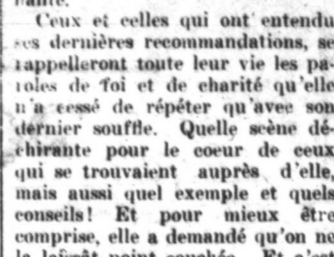 Ceux et celles qui ont entendu
ses dernières recommandations, se
rappelleront toute leur vie les pa-
roles de foi et de charité qu'elle
n'a cessé de répéter qu'avec son
dernier souffle. Quelle scène dé-
chirante pour le coeur de ceux
qui se trouvaient auprès d'elle,
mais aussi quel exemple et quels
conseils! Et pour mieux être
comprise, elle a demandé qu'on ne